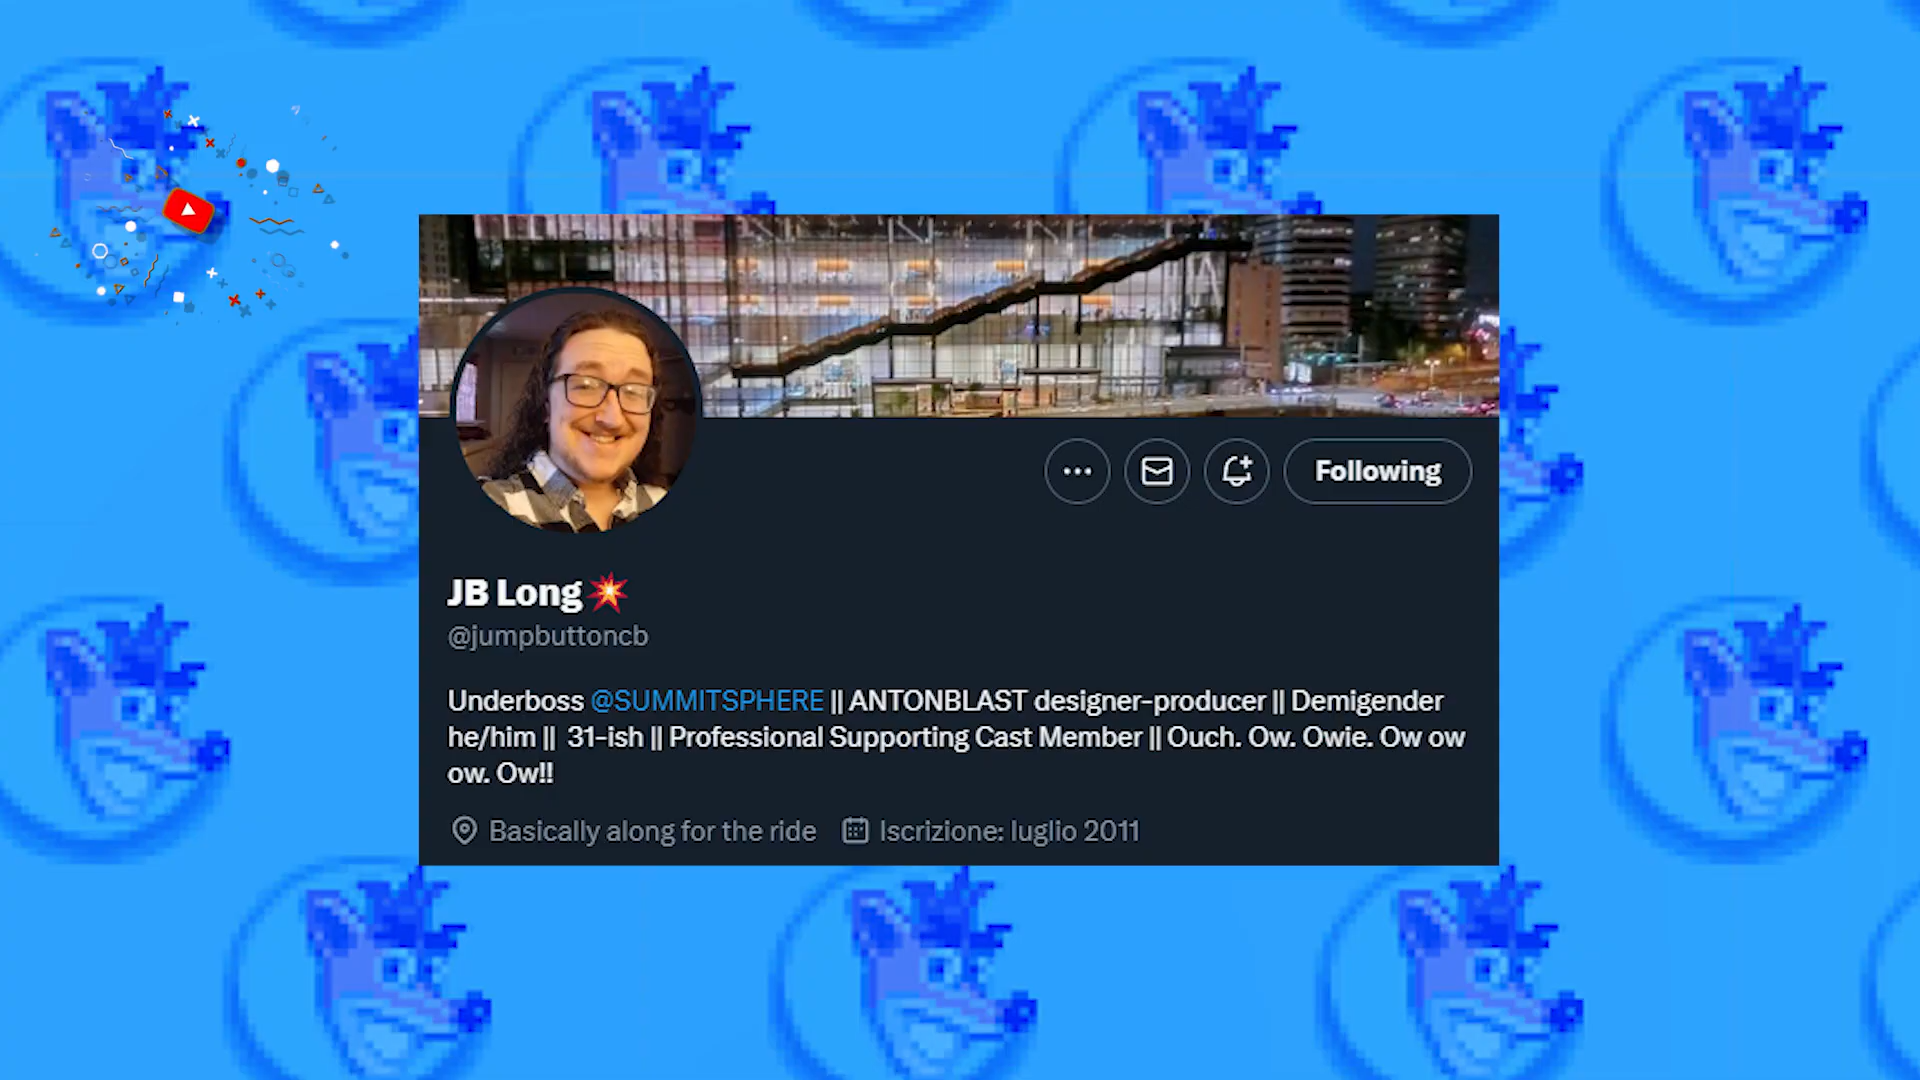 Following
JB Long
@jumpbuttoncb
Underboss @SUMMITSPHERE || ANTONBLAST designer-producer || Demigender
he/him || 31-ish || Professional Supporting Cast Member || Ouch. Ow. Owie. Ow ow
ow. Ow!!
Basically along for the ride Iscrizione: luglio 2011